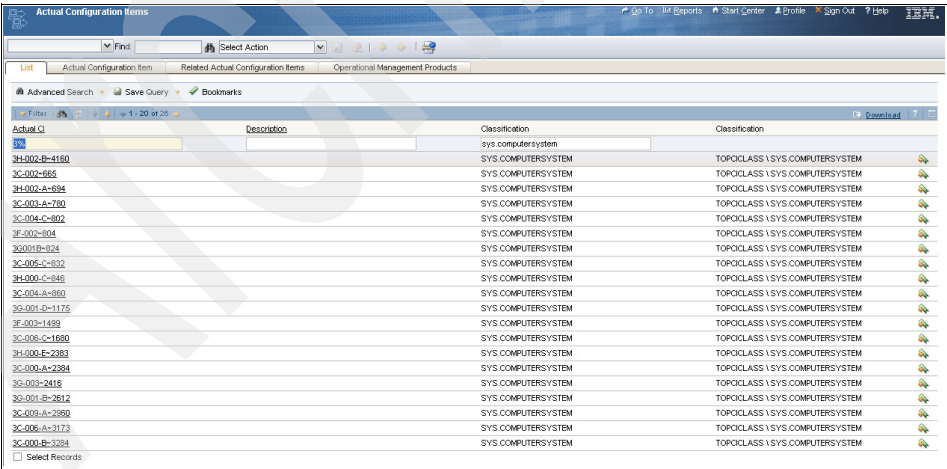 Actual Configuration Items Go To Reports Start Center Profile Sign Out ? Help IBM.
Find: Select Action
List Actual Configuration Item Related Actual Configuration Items Operational Management Products
Advanced Search Save Query Bookmarks
Filter 1 - 20 of 26 Download ?
Actual CI Description Classification Classification
3% sys.computersystem
3H-002-B~4160 SYS.COMPUTERSYSTEM TOPCICLASS \ SYS.COMPUTERSYSTEM
3C-002~665 SYS.COMPUTERSYSTEM TOPCICLASS \ SYS.COMPUTERSYSTEM
3H-002-A~694 SYS.COMPUTERSYSTEM TOPCICLASS \ SYS.COMPUTERSYSTEM
3C-003-A~780 SYS.COMPUTERSYSTEM TOPCICLASS \ SYS.COMPUTERSYSTEM
3C-004-C~802 SYS.COMPUTERSYSTEM TOPCICLASS \ SYS.COMPUTERSYSTEM
3F-002~804 SYS.COMPUTERSYSTEM TOPCICLASS \ SYS.COMPUTERSYSTEM
3G001B~824 SYS.COMPUTERSYSTEM TOPCICLASS \ SYS.COMPUTERSYSTEM
3C-005-C~832 SYS.COMPUTERSYSTEM TOPCICLASS \ SYS.COMPUTERSYSTEM
3H-000-C~846 SYS.COMPUTERSYSTEM TOPCICLASS \ SYS.COMPUTERSYSTEM
3C-004-A~860 SYS.COMPUTERSYSTEM TOPCICLASS \ SYS.COMPUTERSYSTEM
3G-001-D~1175 SYS.COMPUTERSYSTEM TOPCICLASS \ SYS.COMPUTERSYSTEM
3F-003~1499 SYS.COMPUTERSYSTEM TOPCICLASS \ SYS.COMPUTERSYSTEM
3C-006-C~1680 SYS.COMPUTERSYSTEM TOPCICLASS \ SYS.COMPUTERSYSTEM
3H-000-E~2383 SYS.COMPUTERSYSTEM TOPCICLASS \ SYS.COMPUTERSYSTEM
3C-000-A~2384 SYS.COMPUTERSYSTEM TOPCICLASS \ SYS.COMPUTERSYSTEM
3G-003~2416 SYS.COMPUTERSYSTEM TOPCICLASS \ SYS.COMPUTERSYSTEM
3G-001-B~2612 SYS.COMPUTERSYSTEM TOPCICLASS \ SYS.COMPUTERSYSTEM
3C-009-A~2960 SYS.COMPUTERSYSTEM TOPCICLASS \ SYS.COMPUTERSYSTEM
3C-006-A~3173 SYS.COMPUTERSYSTEM TOPCICLASS \ SYS.COMPUTERSYSTEM
3C-000-B~3284 SYS.COMPUTERSYSTEM TOPCICLASS \ SYS.COMPUTERSYSTEM
Select Records